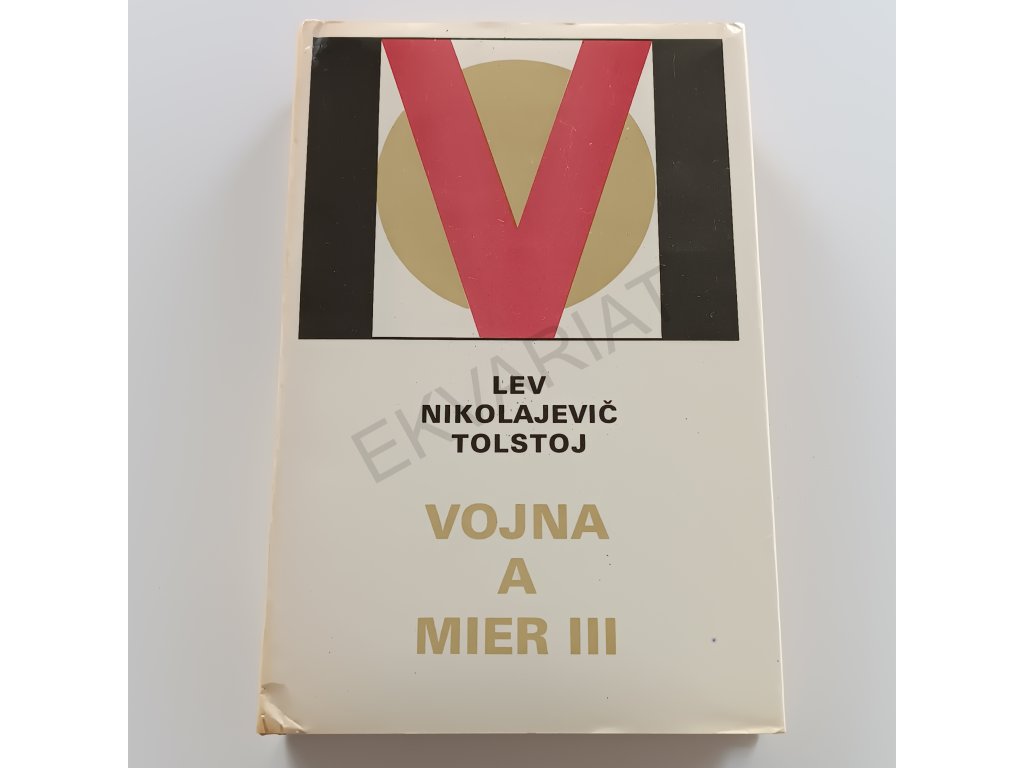 LEV
NIKOLAJEVIČ
TOLSTOJ
EKVARIAT
VOJNA
A
MIER III